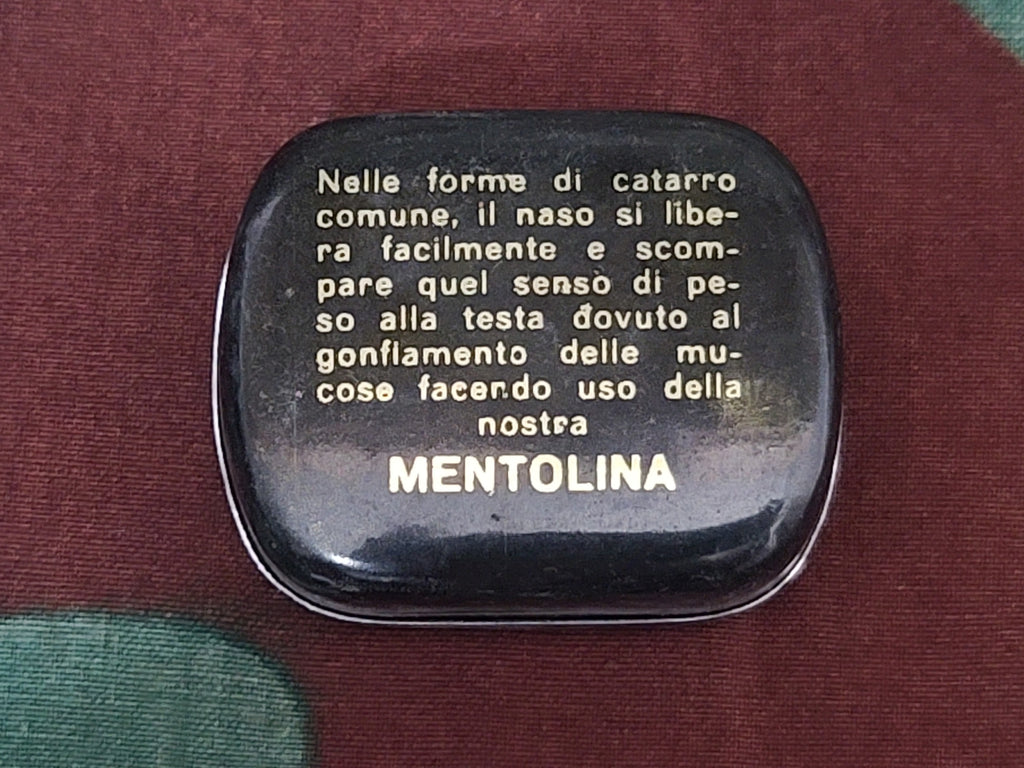 Nelle forme di catarro
comune, il naso si libe-
ra facilmente e scom-
pare quel senso di pe-
so alla testa dovuto al
gonfiamento delle mu-
cose facendo uso della
nostra
MENTOLINA